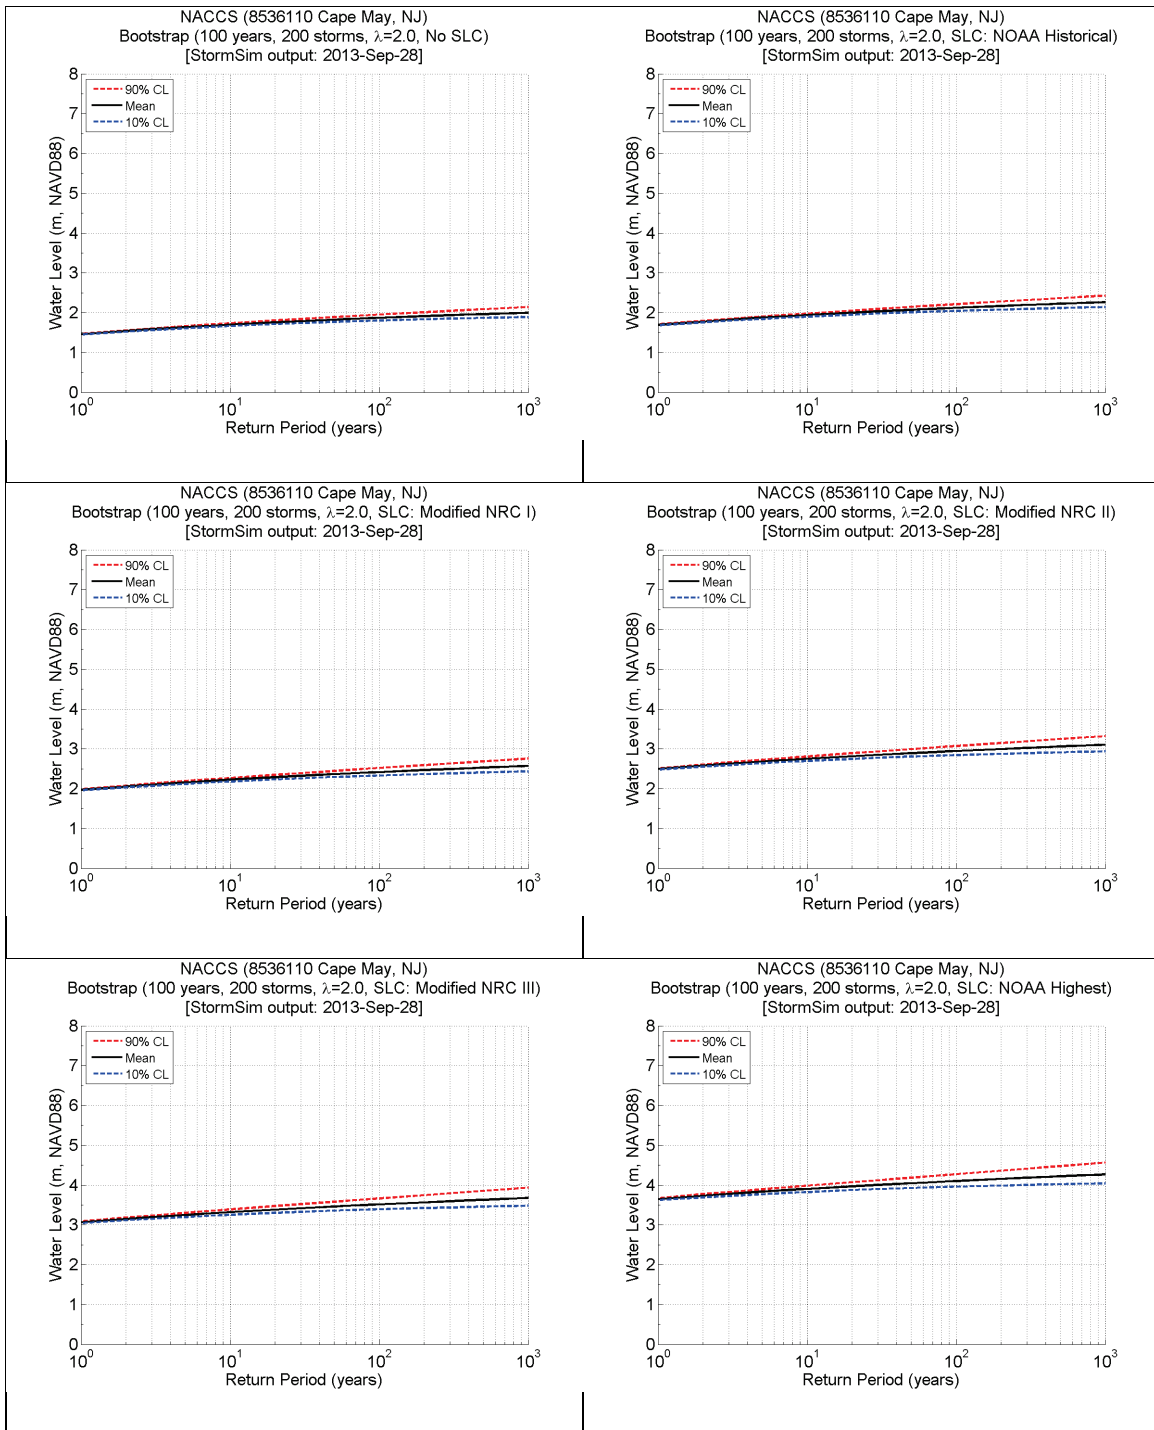 NACCS (8536110 Cape May, NJ)
Bootstrap (100 years, 200 storms, λ=2.0, No SLC)
[StormSim output: 2013-Sep-28]
90% CL
Mean
10% CL
Water Level (m, NAVD88)
8
7
6
5
4
3
2
1
0
10^0
10^1
10^2
10^3
Return Period (years)
NACCS (8536110 Cape May, NJ)
Bootstrap (100 years, 200 storms, λ=2.0, SLC: NOAA Historical)
[StormSim output: 2013-Sep-28]
90% CL
Mean
10% CL
Water Level (m, NAVD88)
8
7
6
5
4
3
2
1
0
10^0
10^1
10^2
10^3
Return Period (years)
NACCS (8536110 Cape May, NJ)
Bootstrap (100 years, 200 storms, λ=2.0, SLC: Modified NRC I)
[StormSim output: 2013-Sep-28]
90% CL
Mean
10% CL
Water Level (m, NAVD88)
8
7
6
5
4
3
2
1
0
10^0
10^1
10^2
10^3
Return Period (years)
NACCS (8536110 Cape May, NJ)
Bootstrap (100 years, 200 storms, λ=2.0, SLC: Modified NRC II)
[StormSim output: 2013-Sep-28]
90% CL
Mean
10% CL
Water Level (m, NAVD88)
8
7
6
5
4
3
2
1
0
10^0
10^1
10^2
10^3
Return Period (years)
NACCS (8536110 Cape May, NJ)
Bootstrap (100 years, 200 storms, λ=2.0, SLC: Modified NRC III)
[StormSim output: 2013-Sep-28]
90% CL
Mean
10% CL
Water Level (m, NAVD88)
8
7
6
5
4
3
2
1
0
10^0
10^1
10^2
10^3
Return Period (years)
NACCS (8536110 Cape May, NJ)
Bootstrap (100 years, 200 storms, λ=2.0, SLC: NOAA Highest)
[StormSim output: 2013-Sep-28]
90% CL
Mean
10% CL
Water Level (m, NAVD88)
8
7
6
5
4
3
2
1
0
10^0
10^1
10^2
10^3
Return Period (years)